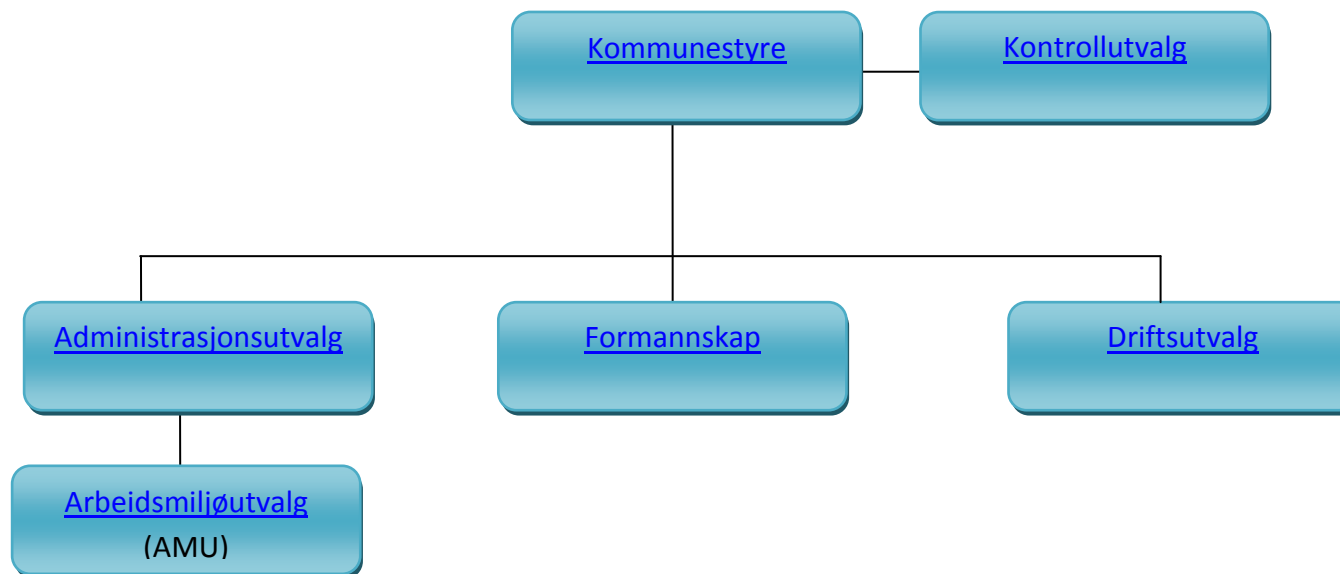 Kommunestyre
Kontrollutvalg
Administrasjonsutvalg
Formannskap
Driftsutvalg
Arbeidsmiljøutvalg
(AMU)